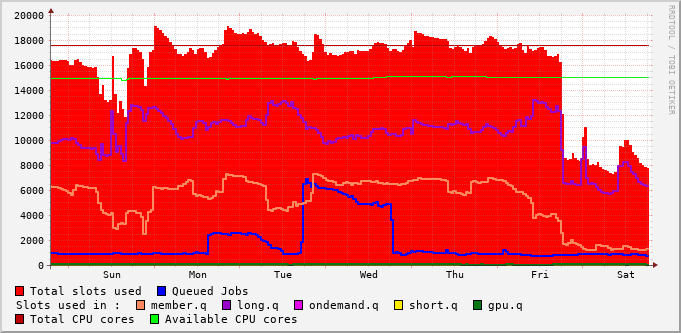 20000
18000
16000
14000
12000
10000
8000
6000
4000
2000
0
Sun Mon Tue Wed Thu Fri Sat
RRDTOOL / TOBI OETIKER
Total slots used Queued Jobs
Slots used in : member.q long.q ondemand.q short.q gpu.q
Total CPU cores Available CPU cores